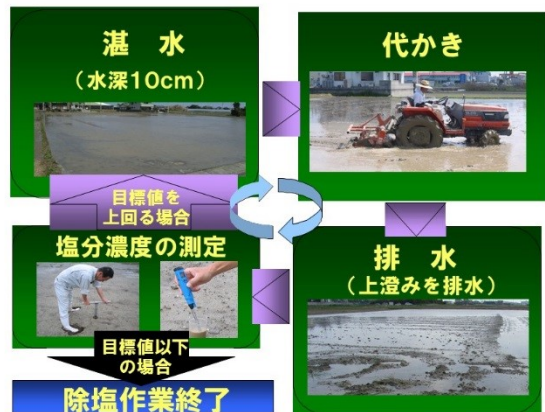 湛　水
（水深10cm）
代かき
目標値を
上回る場合
塩分濃度の測定
排　水
（上澄みを排水）
目標値以下
の場合
除塩作業終了